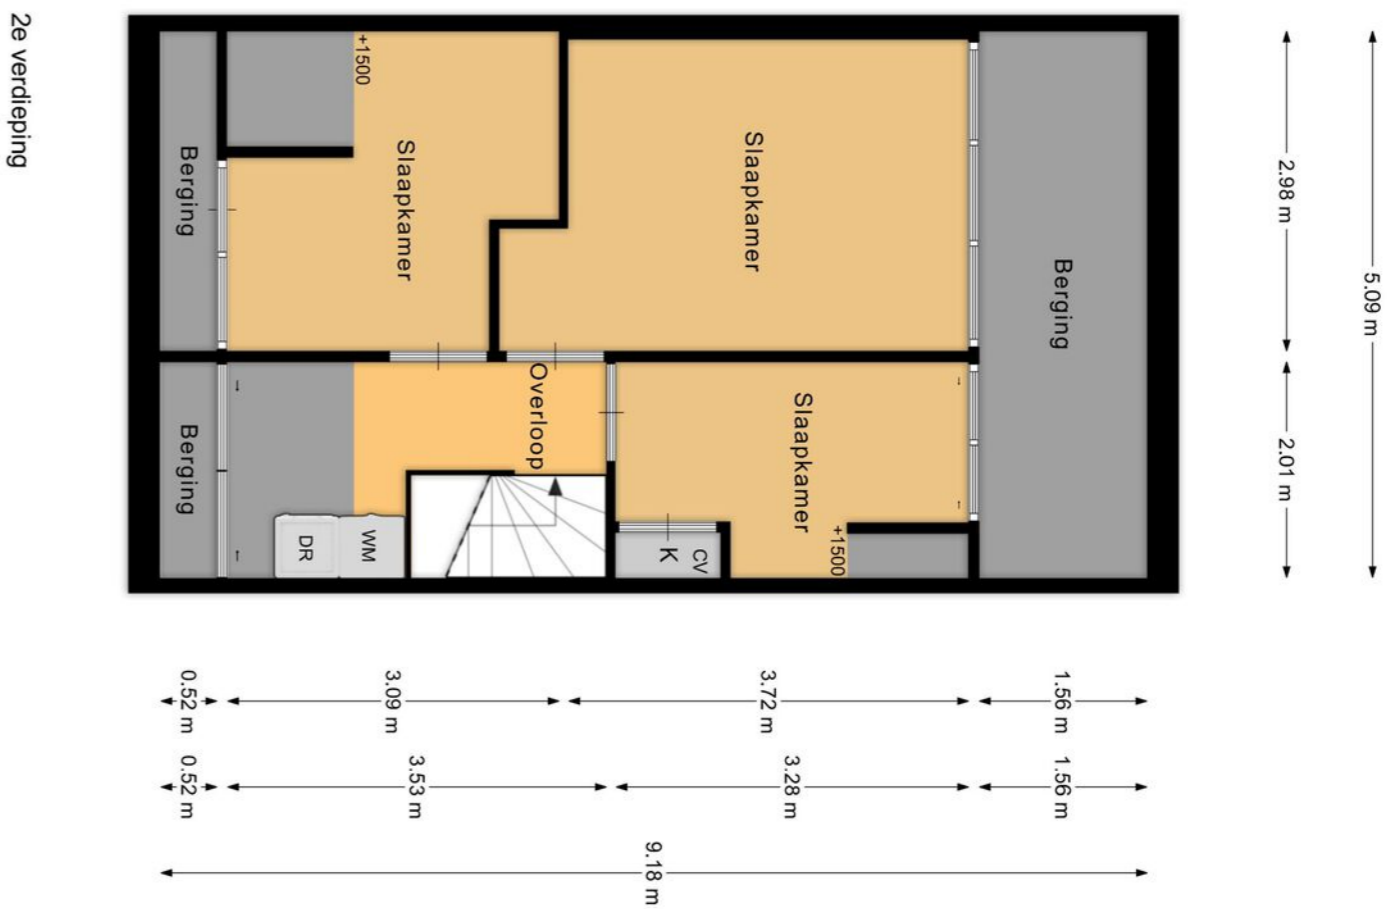 2e verdieping
Berging
+1500
Slaapkamer
Slaapkamer
Berging
Berging
Overloop
Slaapkamer
+1500
DR
WM
K
CV
2.98 m
2.01 m
5.09 m
0.52 m
3.09 m
3.72 m
1.56 m
0.52 m
3.53 m
3.28 m
1.56 m
9.18 m